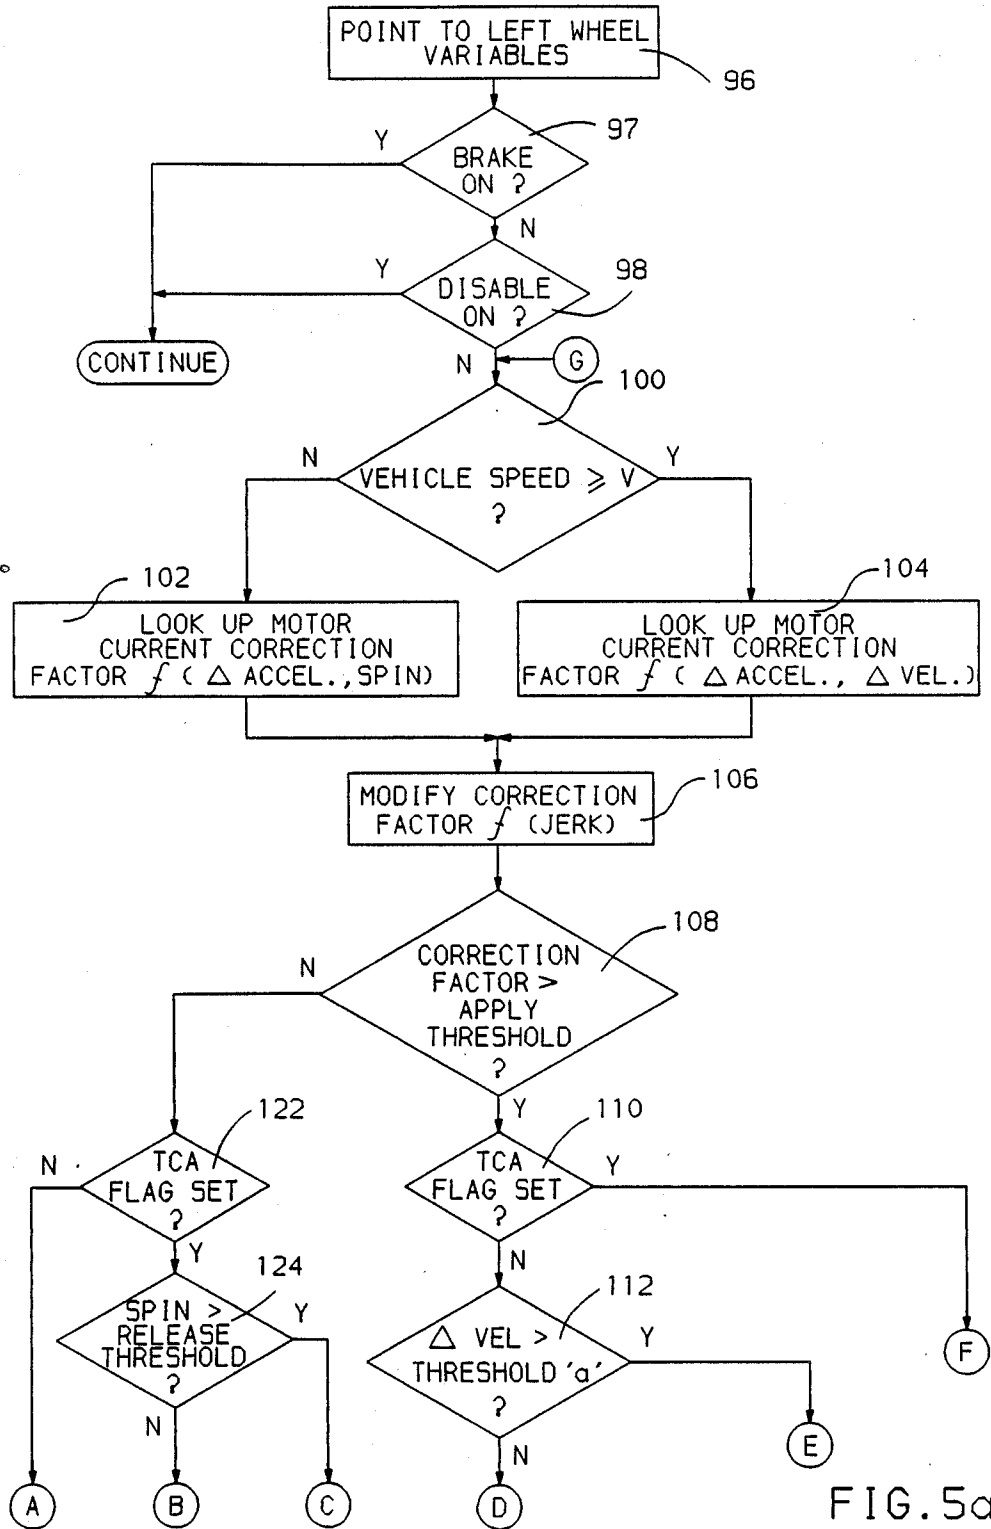 POINT TO LEFT WHEEL
VARIABLES
96
97
Y
BRAKE
ON ?
N
Y
98
DISABLE
ON ?
CONTINUE
N
G
100
N
VEHICLE SPEED ⩾ V
Y
?
102
104
LOOK UP MOTOR
CURRENT CORRECTION
FACTOR ƒ ( △ ACCEL.,SPIN)
LOOK UP MOTOR
CURRENT CORRECTION
FACTOR ƒ ( △ ACCEL., △ VEL.)
106
MODIFY CORRECTION
FACTOR ƒ (JERK)
108
N
CORRECTION
FACTOR >
APPLY
THRESHOLD
?
Y
122
110
N
TCA
FLAG SET
?
TCA
FLAG SET
?
Y
Y
N
124
112
SPIN >
RELEASE
THRESHOLD
?
Y
△ VEL >
THRESHOLD 'a'
?
Y
F
N
N
E
A
B
C
D
FIG.5a